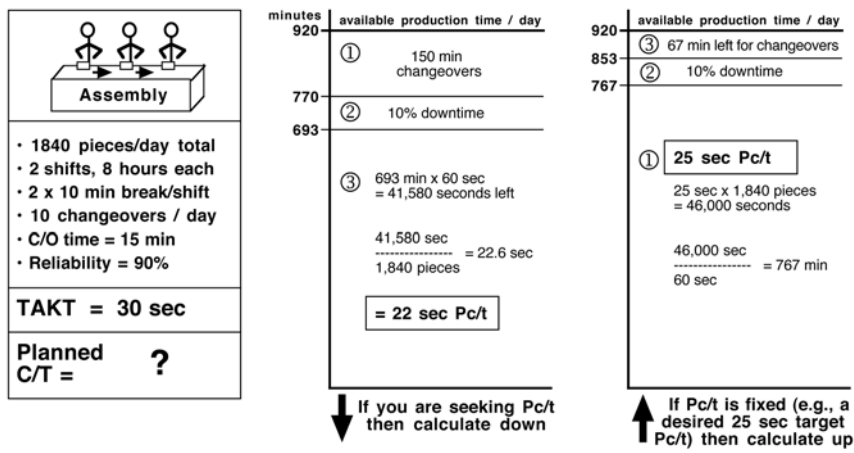 Assembly
· 1840 pieces/day total
· 2 shifts, 8 hours each
· 2 x 10 min break/shift
· 10 changeovers / day
· C/O time = 15 min
· Reliability = 90%
TAKT = 30 sec
Planned
C/T = ?
minutes
available production time / day
920
① 150 min
changeovers
770
② 10% downtime
693
③ 693 min x 60 sec
= 41,580 seconds left
41,580 sec
---------------- = 22.6 sec
1,840 pieces
= 22 sec Pc/t
If you are seeking Pc/t
then calculate down
available production time / day
920
③ 67 min left for changeovers
853
② 10% downtime
767
① 25 sec Pc/t
25 sec x 1,840 pieces
= 46,000 seconds
46,000 sec
---------------- = 767 min
60 sec
If Pc/t is fixed (e.g., a
desired 25 sec target
Pc/t) then calculate up